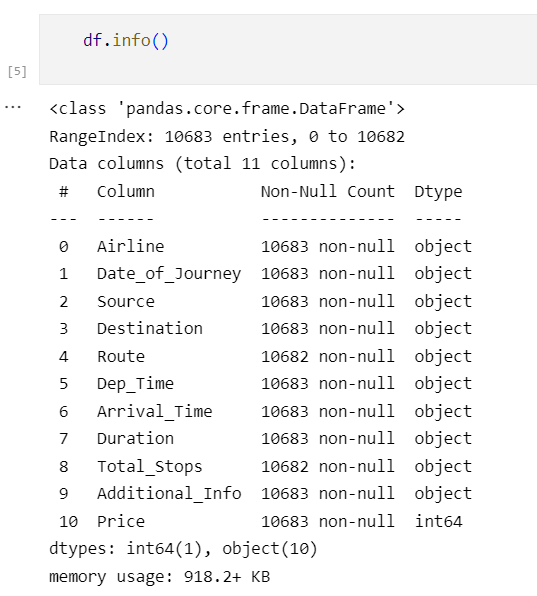 df.info()
[5]
...
<class 'pandas.core.frame.DataFrame'>
RangeIndex: 10683 entries, 0 to 10682
Data columns (total 11 columns):
 #   Column           Non-Null Count  Dtype
---  ------           --------------  -----
 0   Airline          10683 non-null  object
 1   Date_of_Journey  10683 non-null  object
 2   Source           10683 non-null  object
 3   Destination      10683 non-null  object
 4   Route            10682 non-null  object
 5   Dep_Time         10683 non-null  object
 6   Arrival_Time     10683 non-null  object
 7   Duration         10683 non-null  object
 8   Total_Stops      10682 non-null  object
 9   Additional_Info  10683 non-null  object
 10  Price            10683 non-null  int64
dtypes: int64(1), object(10)
memory usage: 918.2+ KB